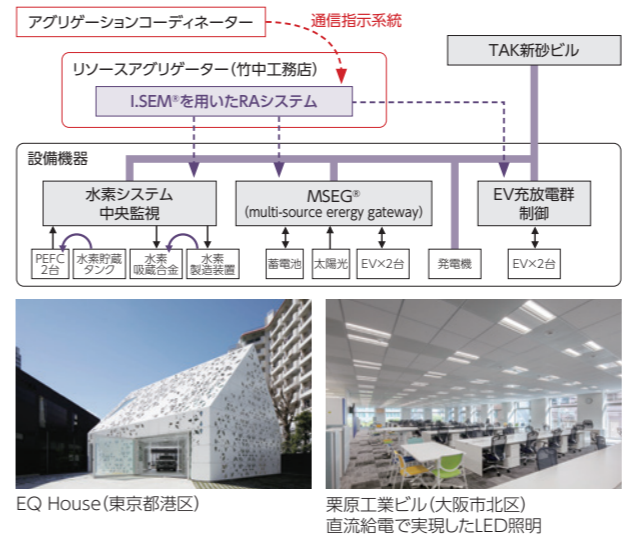 アグリゲーションコーディネーター
通信指示系統
TAK新砂ビル
リソースアグリゲーター(竹中工務店)
I.SEM®を用いたRAシステム
設備機器
水素システム
中央監視
MSEG®
(multi-source energy gateway)
EV充放電群
制御
PEFC
2台
水素貯蔵
タンク
水素
吸蔵合金
水素
製造装置
蓄電池
太陽光
EV×2台
発電機
EV×2台
EQ House(東京都港区)
栗原工業ビル(大阪市北区)
直流給電で実現したLED照明